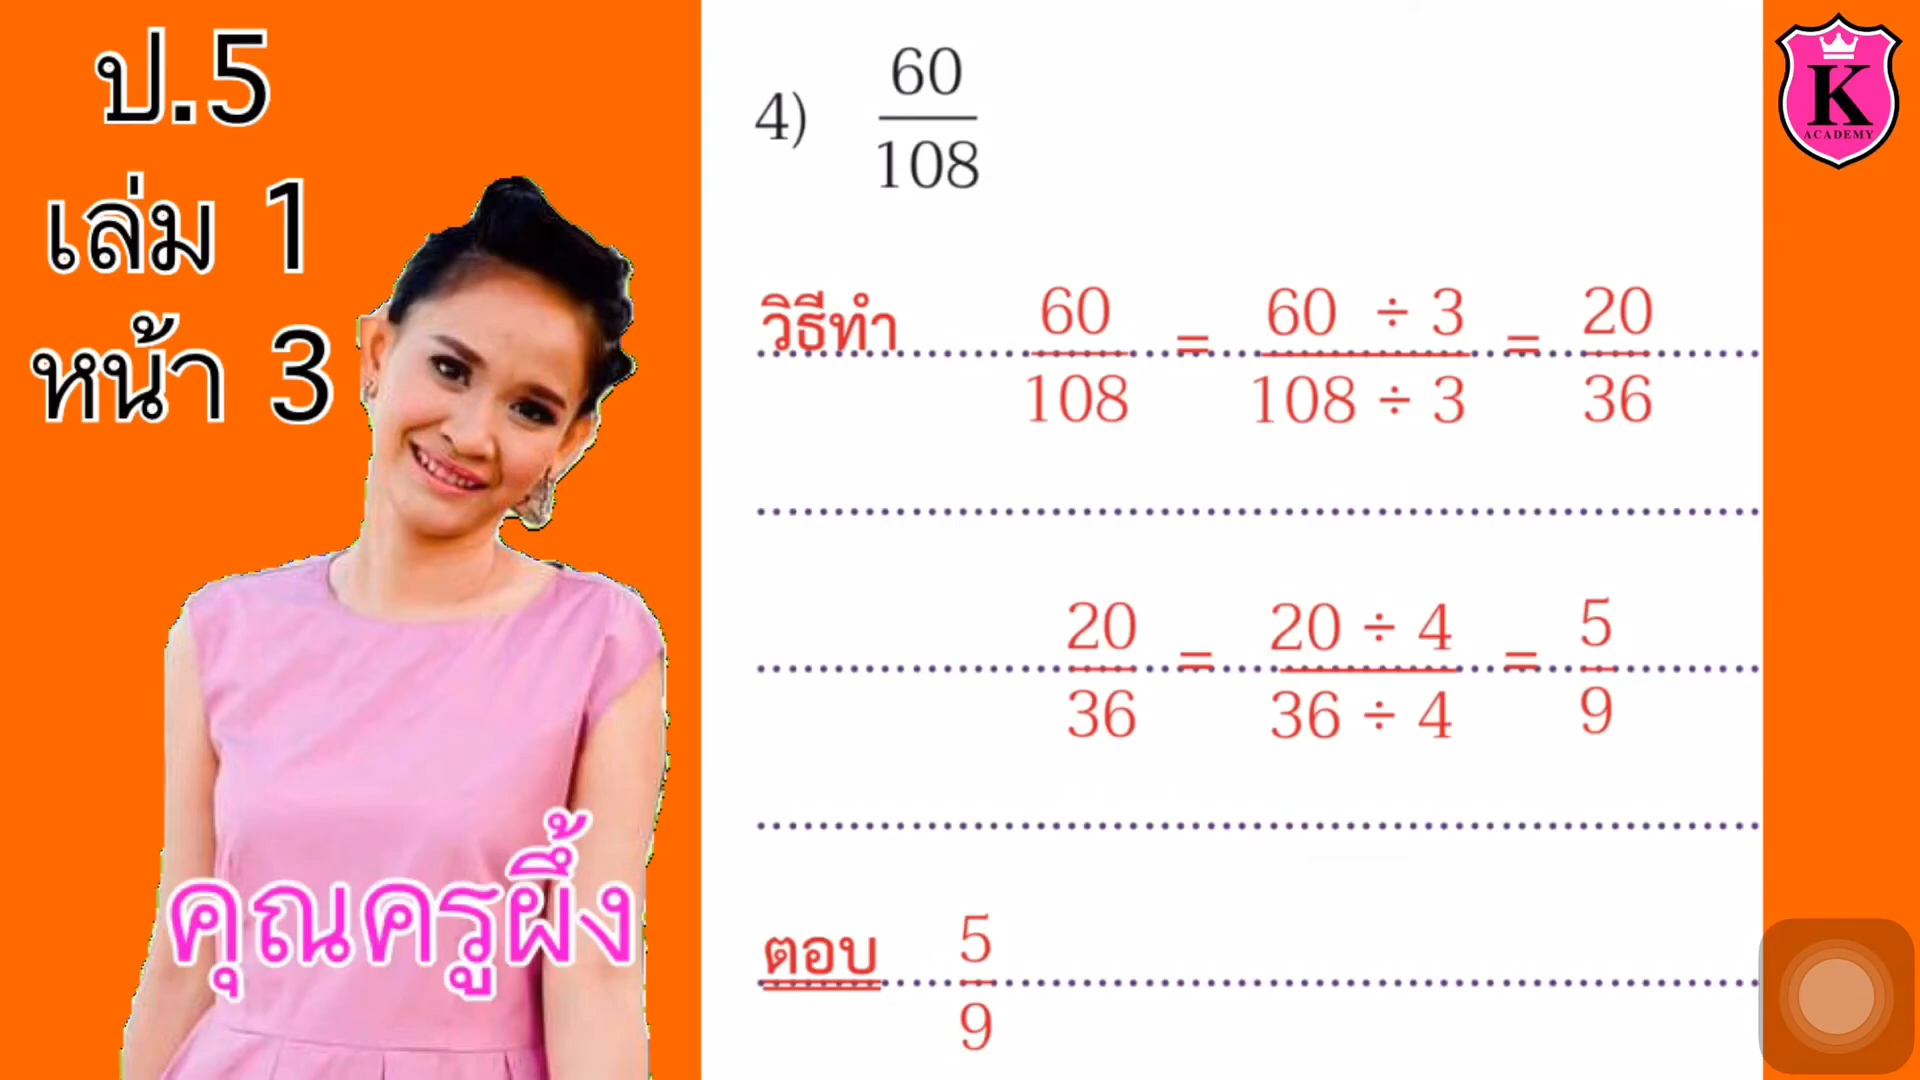 ป.5
เล่ม 1
หน้า 3
คุณครูผึ้ง
4) 60/108
วิธีทำ 60/108 = 60 ÷ 3/108 ÷ 3 = 20/36
20/36 = 20 ÷ 4/36 ÷ 4 = 5/9
ตอบ 5/9
K
ACADEMY